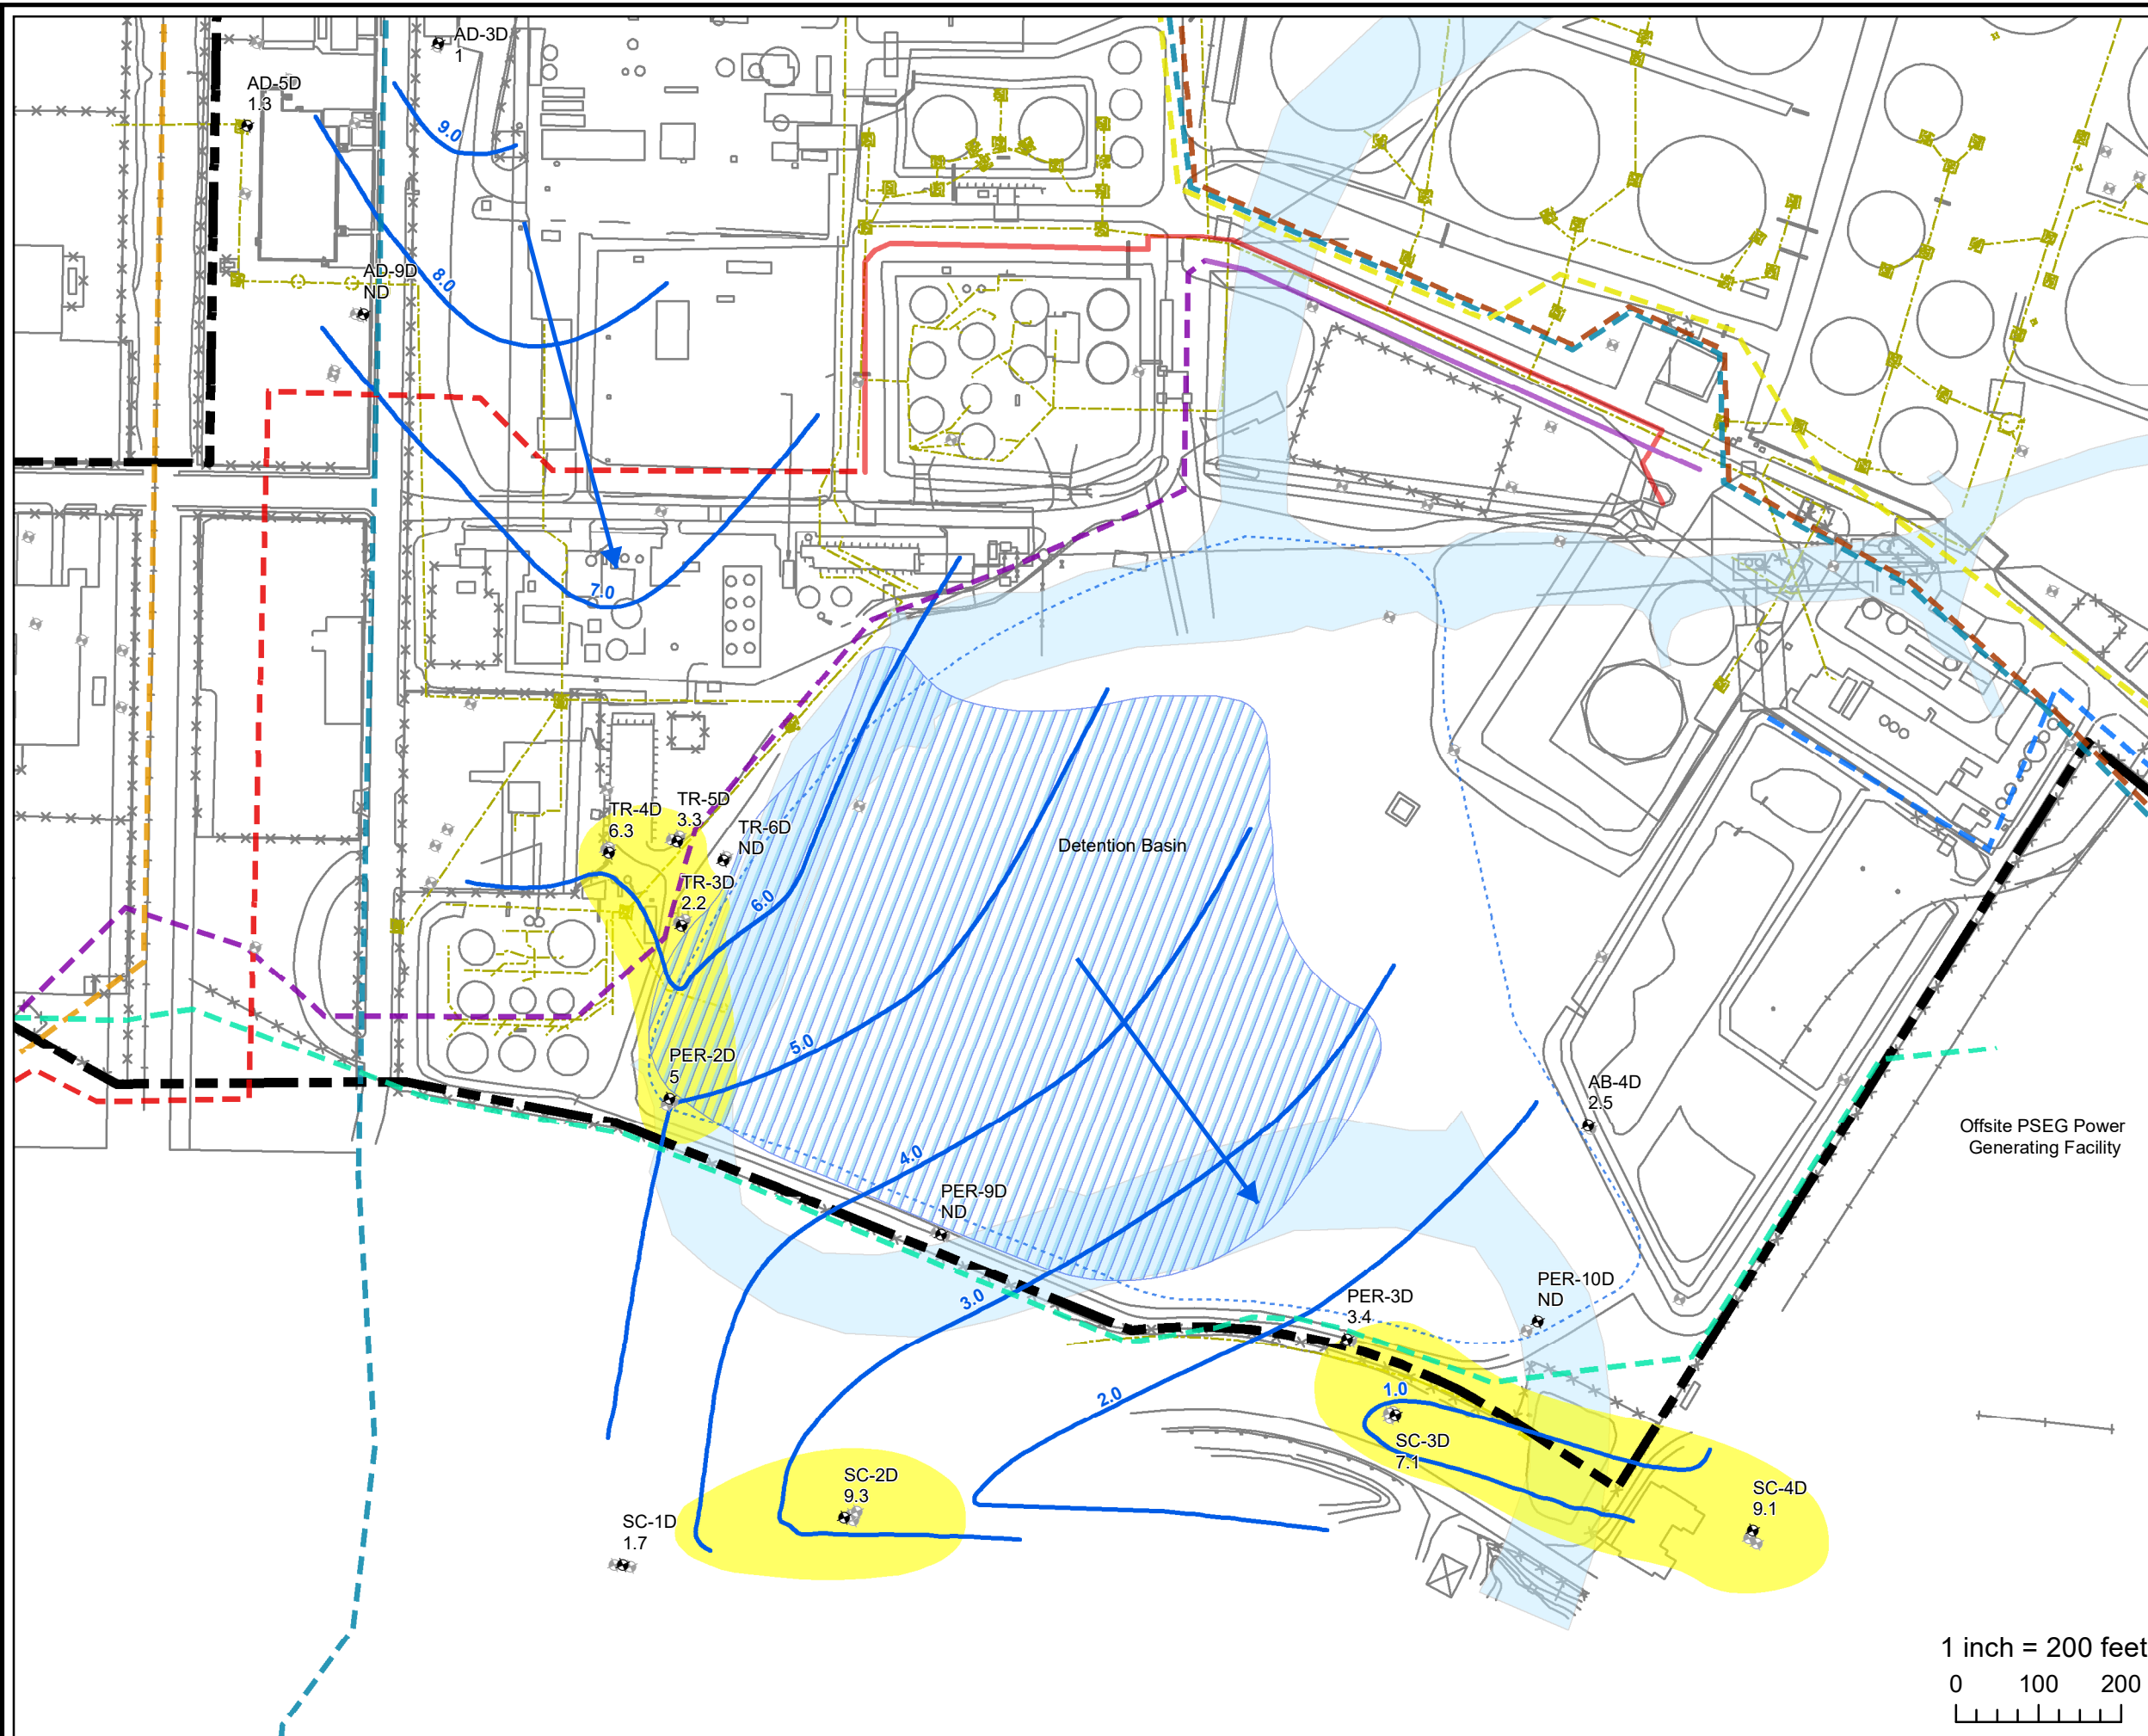 AD-3D
1
AD-5D
1.3
9.0
AD-9D
ND
8.0
7.0
TR-4D
6.3
TR-5D
3.3
TR-6D
ND
Detention Basin
TR-3D
2.2
6.0
5.0
PER-2D
5
AB-4D
2.5
Offsite PSEG Power
Generating Facility
4.0
PER-9D
ND
3.0
PER-10D
ND
PER-3D
3.4
2.0
1.0
SC-3D
7.1
SC-2D
9.3
SC-4D
9.1
SC-1D
1.7
1 inch = 200 feet
0 100 200